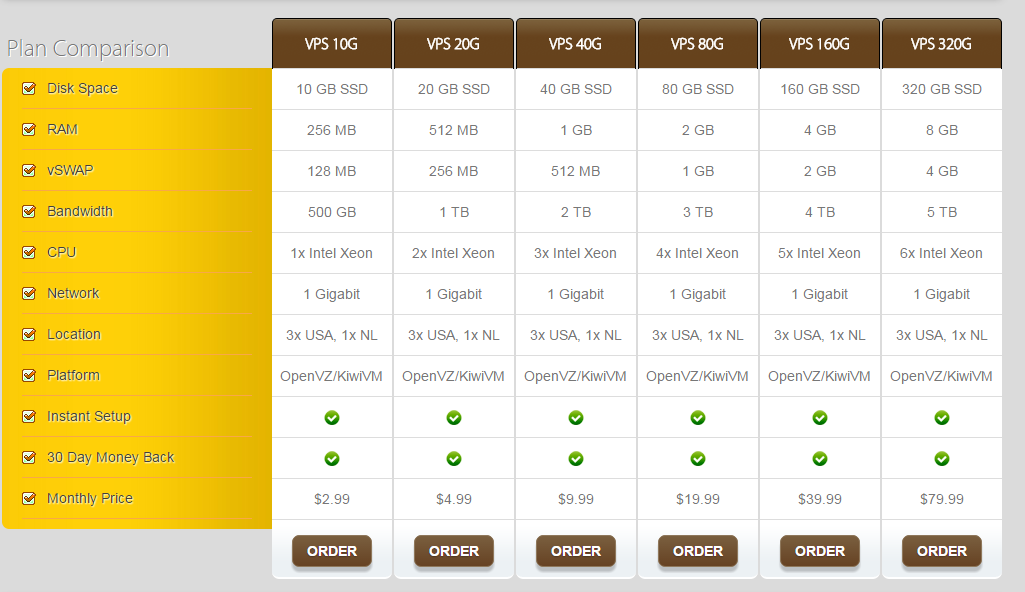 VPS 10G VPS 20G VPS 40G VPS 80G VPS 160G VPS 320G
Plan Comparison
Disk Space 10 GB SSD 20 GB SSD 40 GB SSD 80 GB SSD 160 GB SSD 320 GB SSD
RAM 256 MB 512 MB 1 GB 2 GB 4 GB 8 GB
vSWAP 128 MB 256 MB 512 MB 1 GB 2 GB 4 GB
Bandwidth 500 GB 1 TB 2 TB 3 TB 4 TB 5 TB
CPU 1x Intel Xeon 2x Intel Xeon 3x Intel Xeon 4x Intel Xeon 5x Intel Xeon 6x Intel Xeon
Network 1 Gigabit 1 Gigabit 1 Gigabit 1 Gigabit 1 Gigabit 1 Gigabit
Location 3x USA, 1x NL 3x USA, 1x NL 3x USA, 1x NL 3x USA, 1x NL 3x USA, 1x NL 3x USA, 1x NL
Platform OpenVZ/KiwiVM OpenVZ/KiwiVM OpenVZ/KiwiVM OpenVZ/KiwiVM OpenVZ/KiwiVM OpenVZ/KiwiVM
Instant Setup
30 Day Money Back
Monthly Price $2.99 $4.99 $9.99 $19.99 $39.99 $79.99
ORDER ORDER ORDER ORDER ORDER ORDER